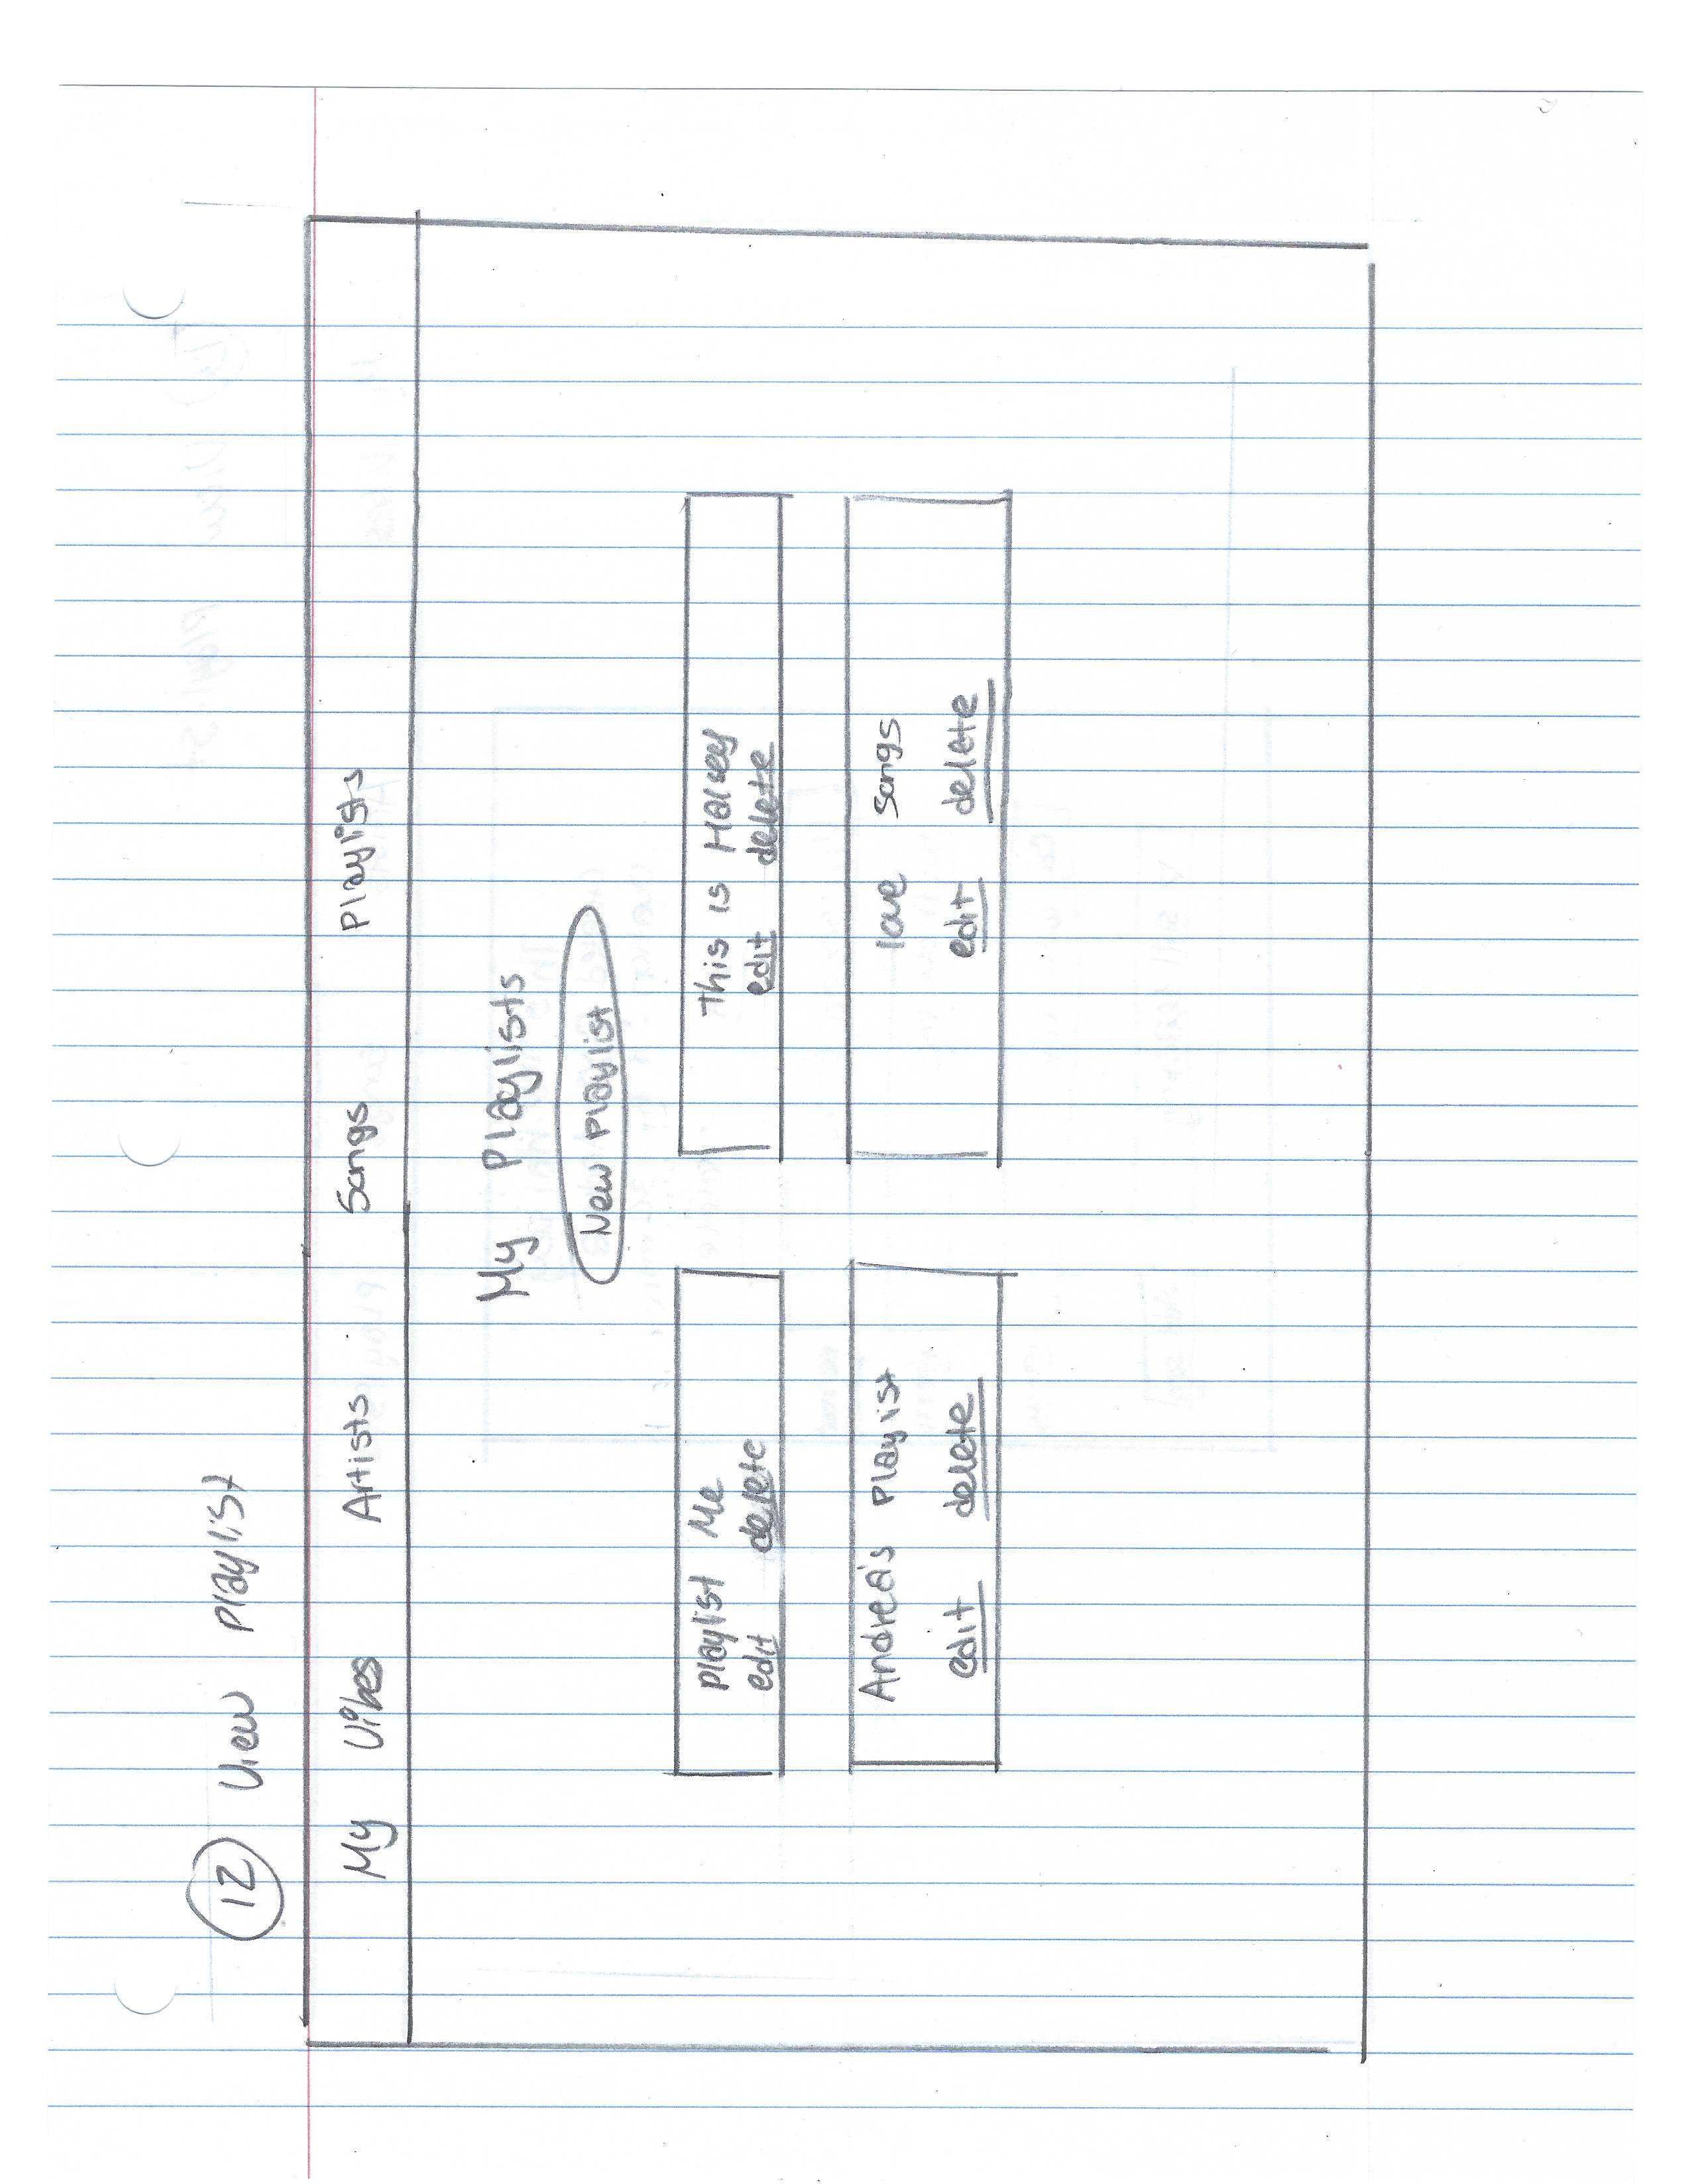 12 View playlist
My Vibes Artists Songs Playlists
My Playlists
New Playlist
playlist Me
edit delete
This is Halsey
edit delete
Andrea's Playlist
edit delete
love songs
edit delete